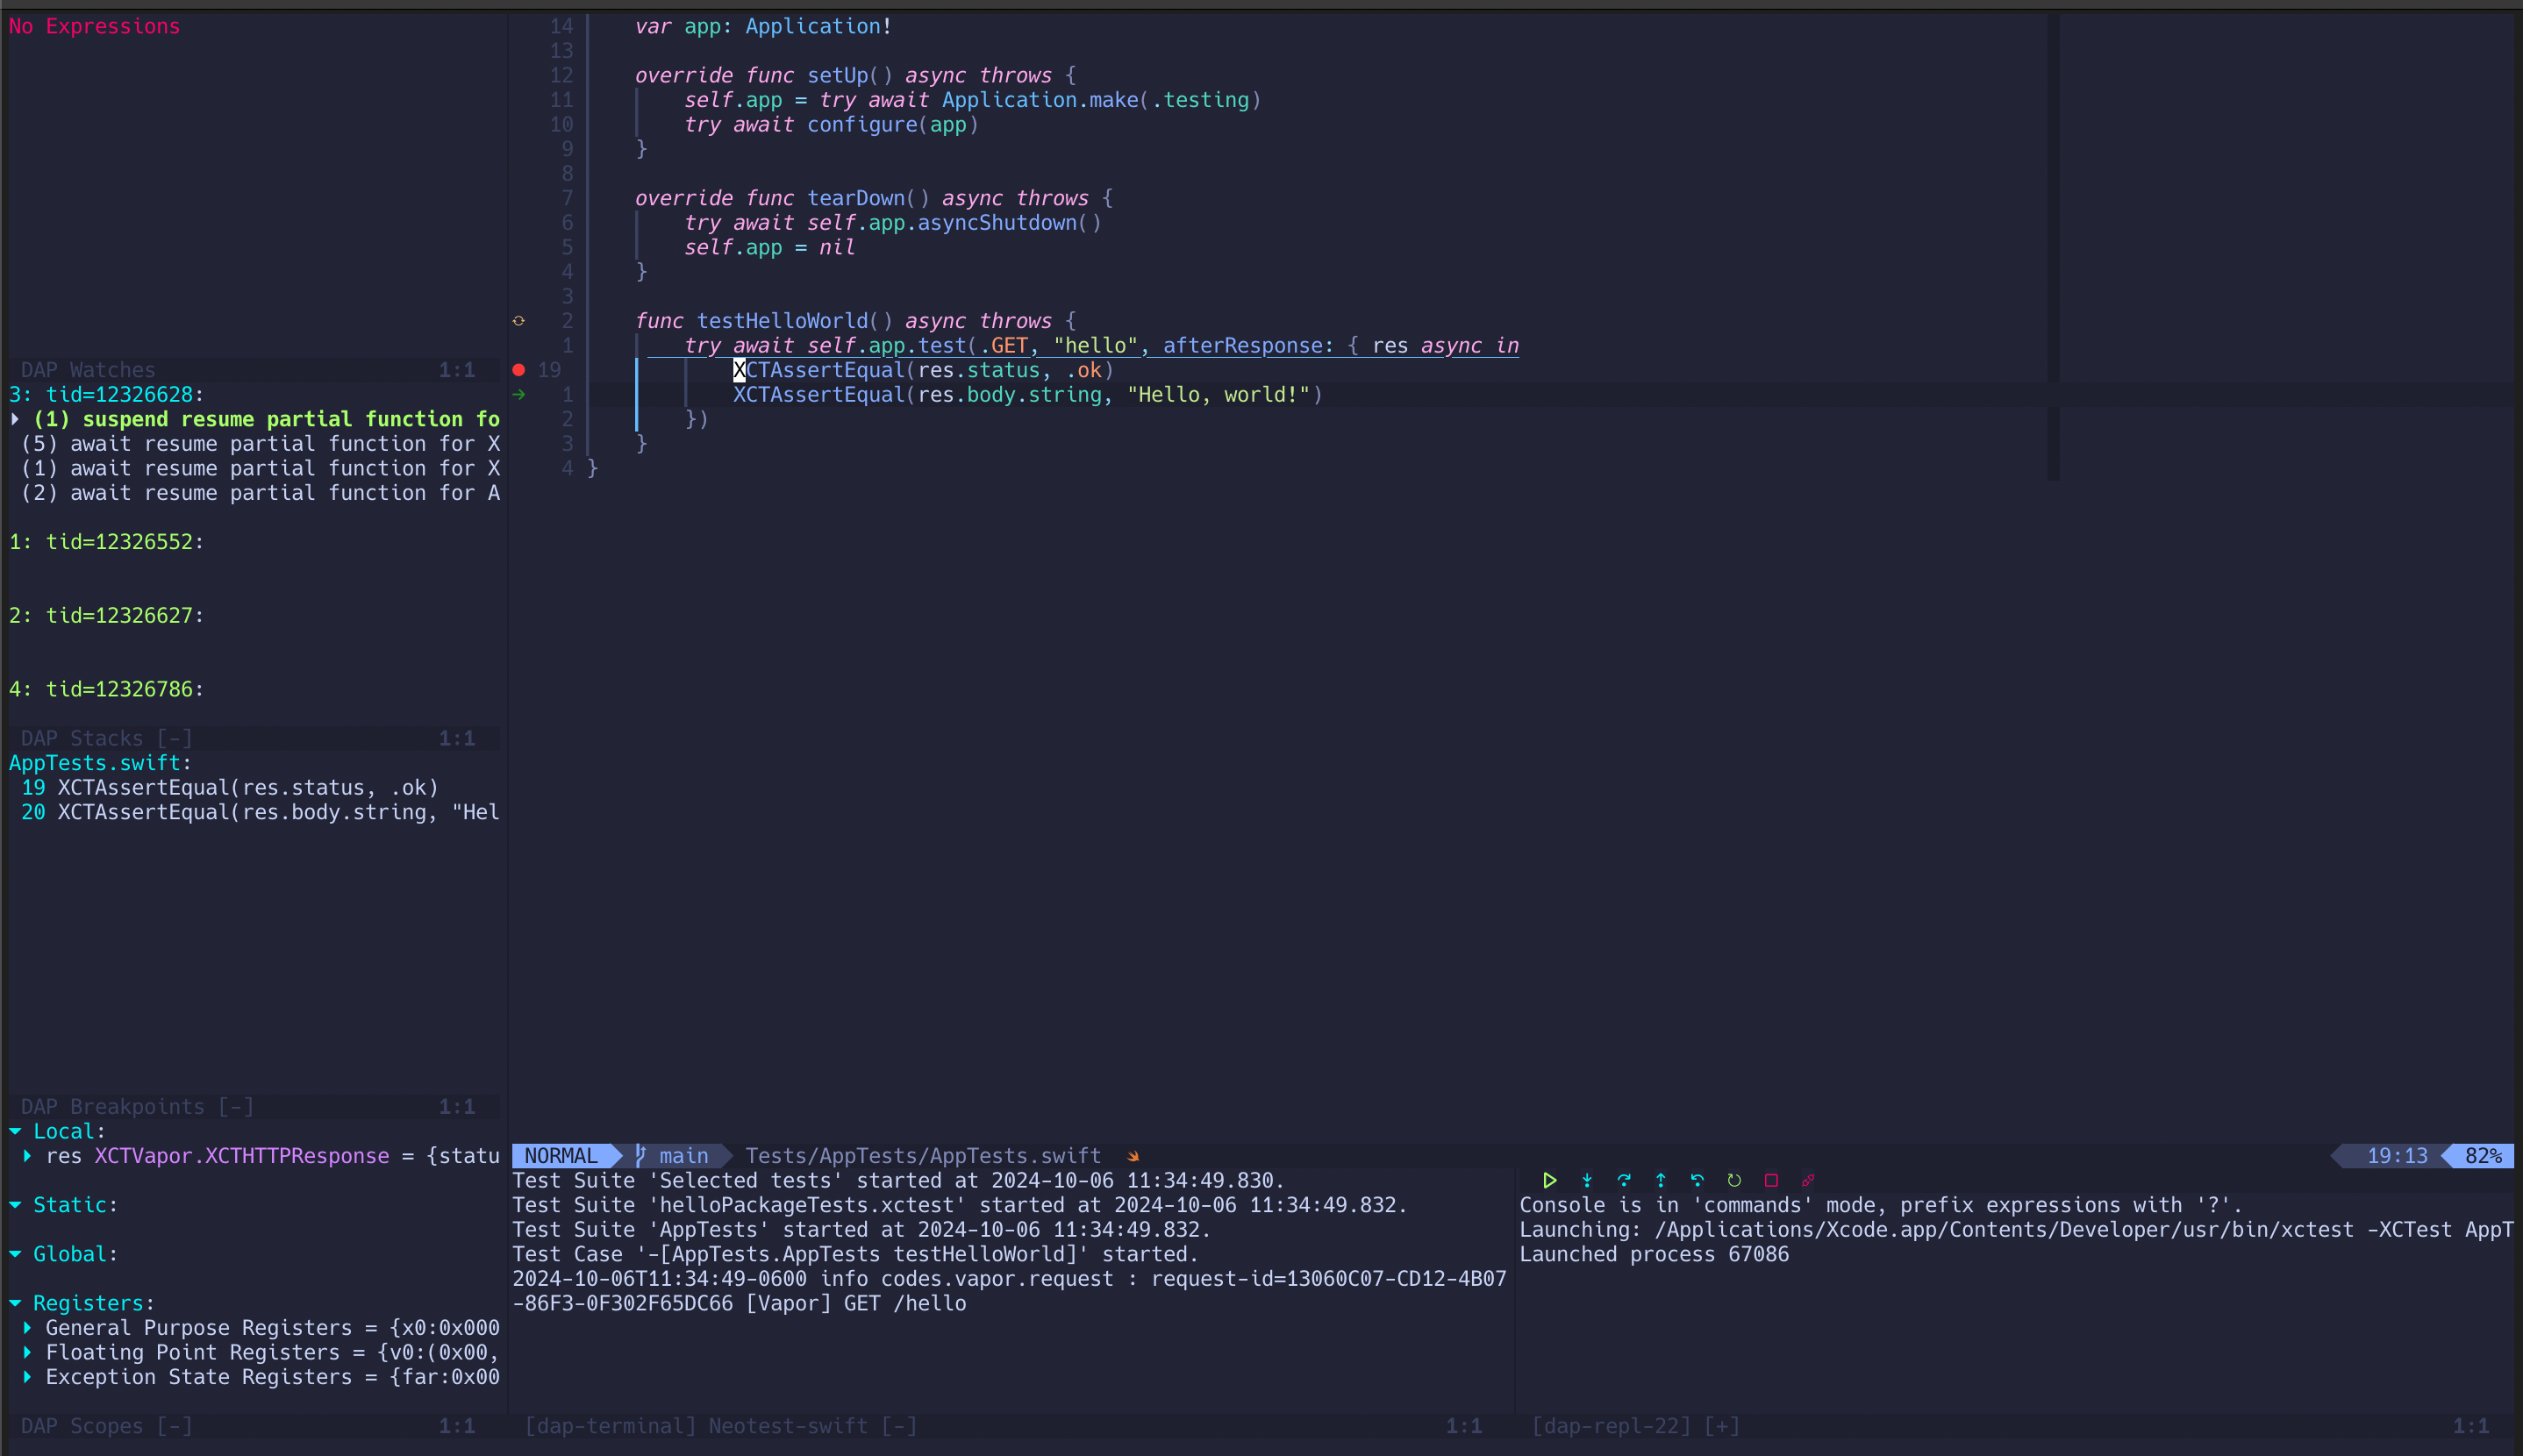 No Expressions
DAP Watches 1:1
3: tid=12326628:
(1) suspend resume partial function fo
(5) await resume partial function for X
(1) await resume partial function for X
(2) await resume partial function for A
1: tid=12326552:
2: tid=12326627:
4: tid=12326786:
DAP Stacks [-] 1:1
AppTests.swift:
19 XCTAssertEqual(res.status, .ok)
20 XCTAssertEqual(res.body.string, "Hel
DAP Breakpoints [-] 1:1
Local:
res XCTVapor.XCTHTTPResponse = {statu
Static:
Global:
Registers:
General Purpose Registers = {x0:0x000
Floating Point Registers = {v0:(0x00,
Exception State Registers = {far:0x00
DAP Scopes [-] 1:1
14 var app: Application!
13
12 override func setUp() async throws {
11 self.app = try await Application.make(.testing)
10 try await configure(app)
9 }
8
7 override func tearDown() async throws {
6 try await self.app.asyncShutdown()
5 self.app = nil
4 }
3
2 func testHelloWorld() async throws {
1 try await self.app.test(.GET, "hello", afterResponse: { res async in
19 XCTAssertEqual(res.status, .ok)
1 XCTAssertEqual(res.body.string, "Hello, world!")
2 })
3 }
4 }
NORMAL main Tests/AppTests/AppTests.swift 19:13 82%
Test Suite 'Selected tests' started at 2024-10-06 11:34:49.830.
Test Suite 'helloPackageTests.xctest' started at 2024-10-06 11:34:49.832.
Test Suite 'AppTests' started at 2024-10-06 11:34:49.832.
Test Case '-[AppTests.AppTests testHelloWorld]' started.
2024-10-06T11:34:49-0600 info codes.vapor.request : request-id=13060C07-CD12-4B07
-86F3-0F302F65DC66 [Vapor] GET /hello
[dap-terminal] Neotest-swift [-] 1:1
Console is in 'commands' mode, prefix expressions with '?'.
Launching: /Applications/Xcode.app/Contents/Developer/usr/bin/xctest -XCTest AppT
Launched process 67086
[dap-repl-22] [+] 1:1